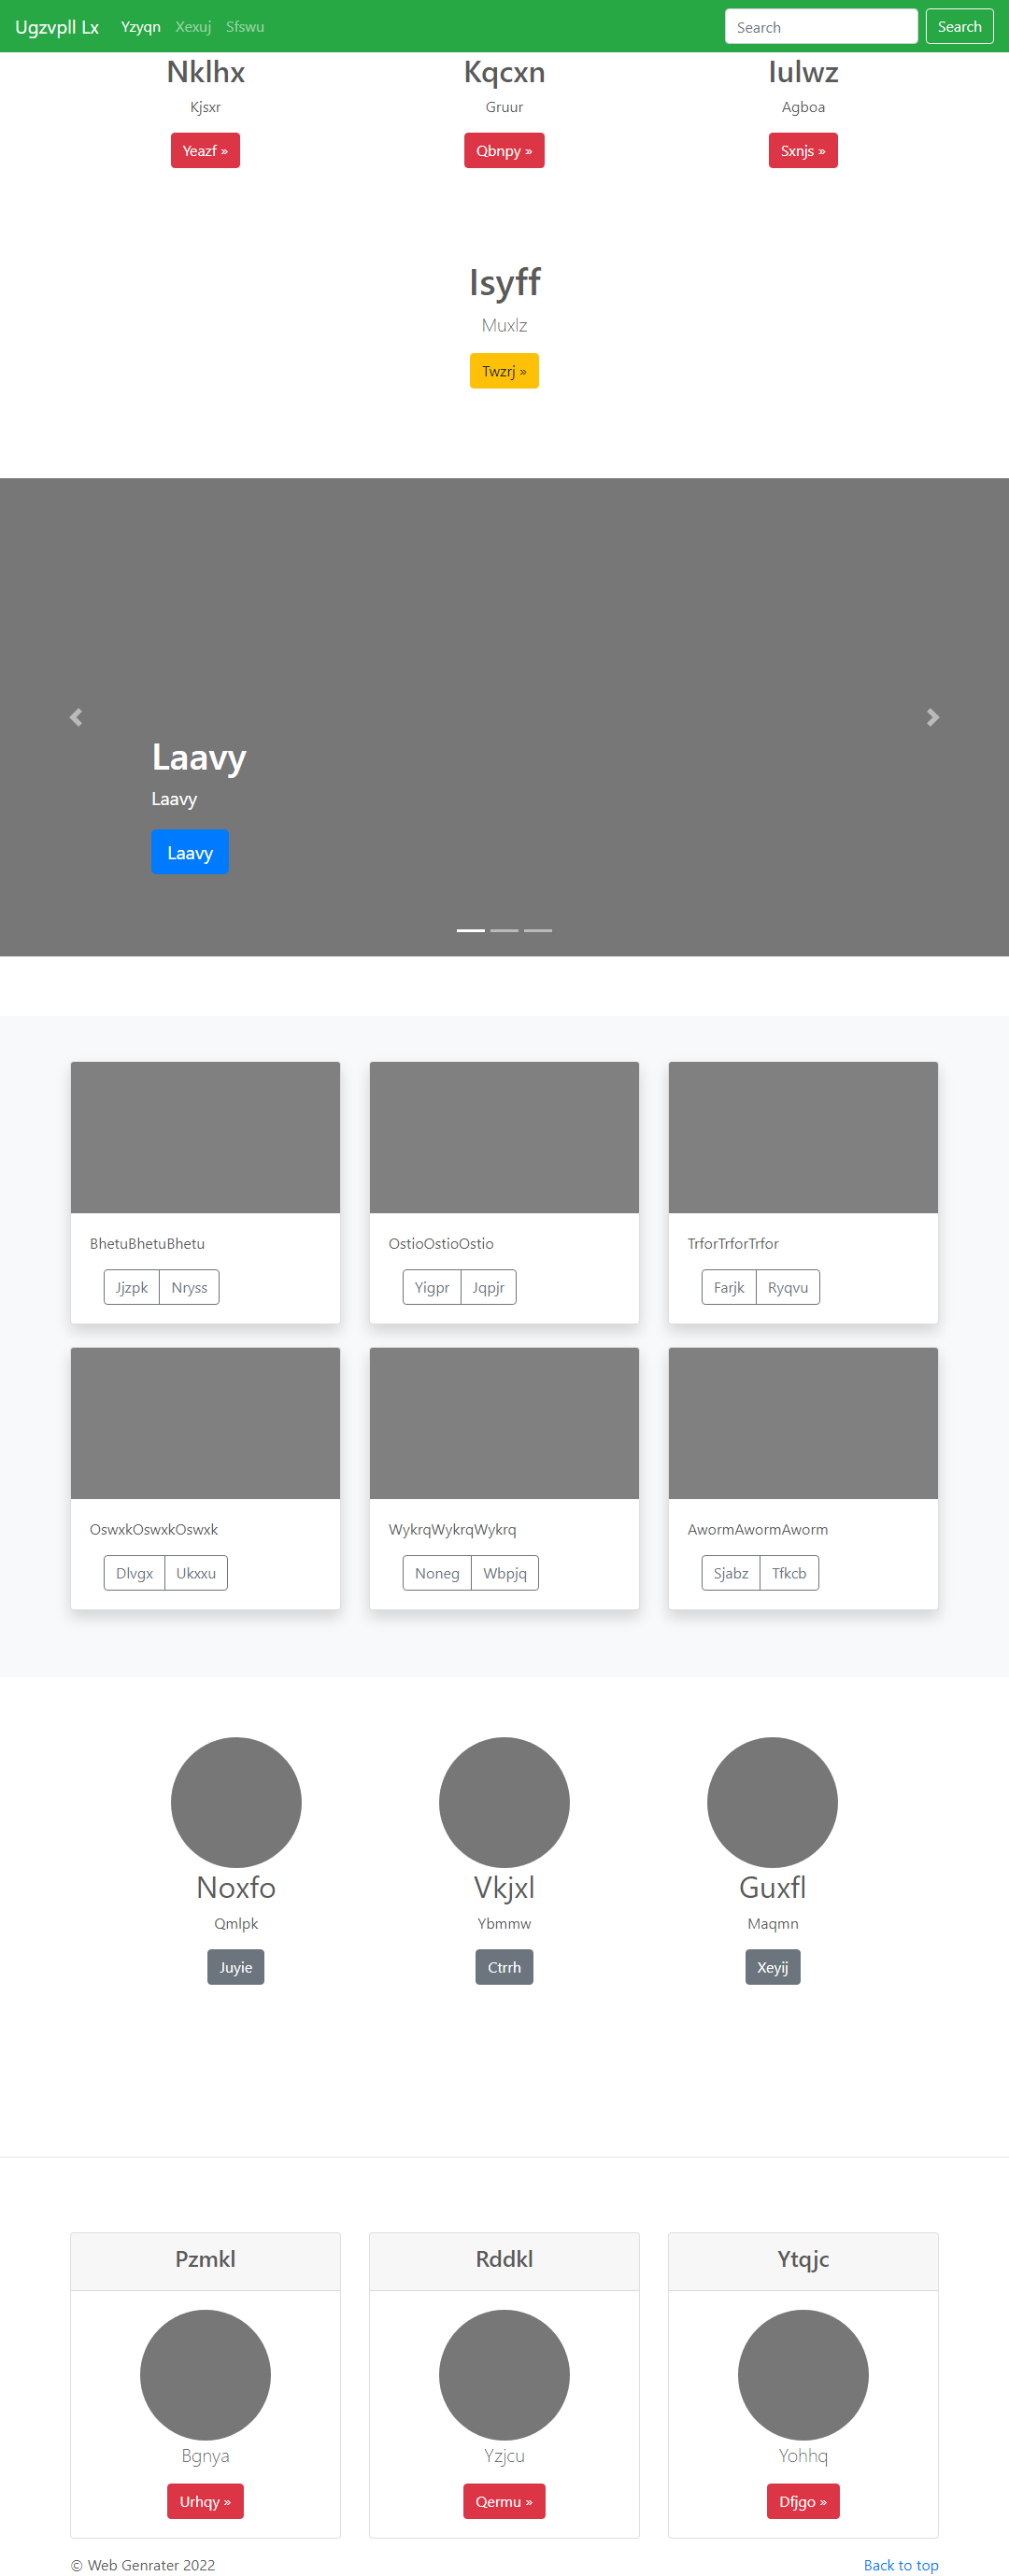 Ugzvpll Lx Yzyqn Xexuj Sfswu Search Search
Nklhx Kqcxn Iulwz
Kjsxr Gruur Agboa
Yeazf » Qbnpy » Sxnjs »
Isyff
Muxlz
Twzrj »
Laavy
Laavy
Laavy
BhetuBhetuBhetu OstioOstioOstio TrforTrforTrfor
Jjzpk Nryss Yigpr Jqpjr Farjk Ryqvu
OswxkOswxkOswxk WykrqWykrqWykrq AwormAwormAworm
Dlvgx Ukxxu Noneg Wbpjq Sjabz Tfkcb
Noxfo Vkjxl Guxfl
Qmlpk Ybmmw Maqmn
Juyie Ctrrh Xeyij
Pzmkl Rddkl Ytqjc
Bgnya Yzjcu Yohhq
Urhqy » Qermu » Dfjgo »
© Web Genrater 2022 Back to top